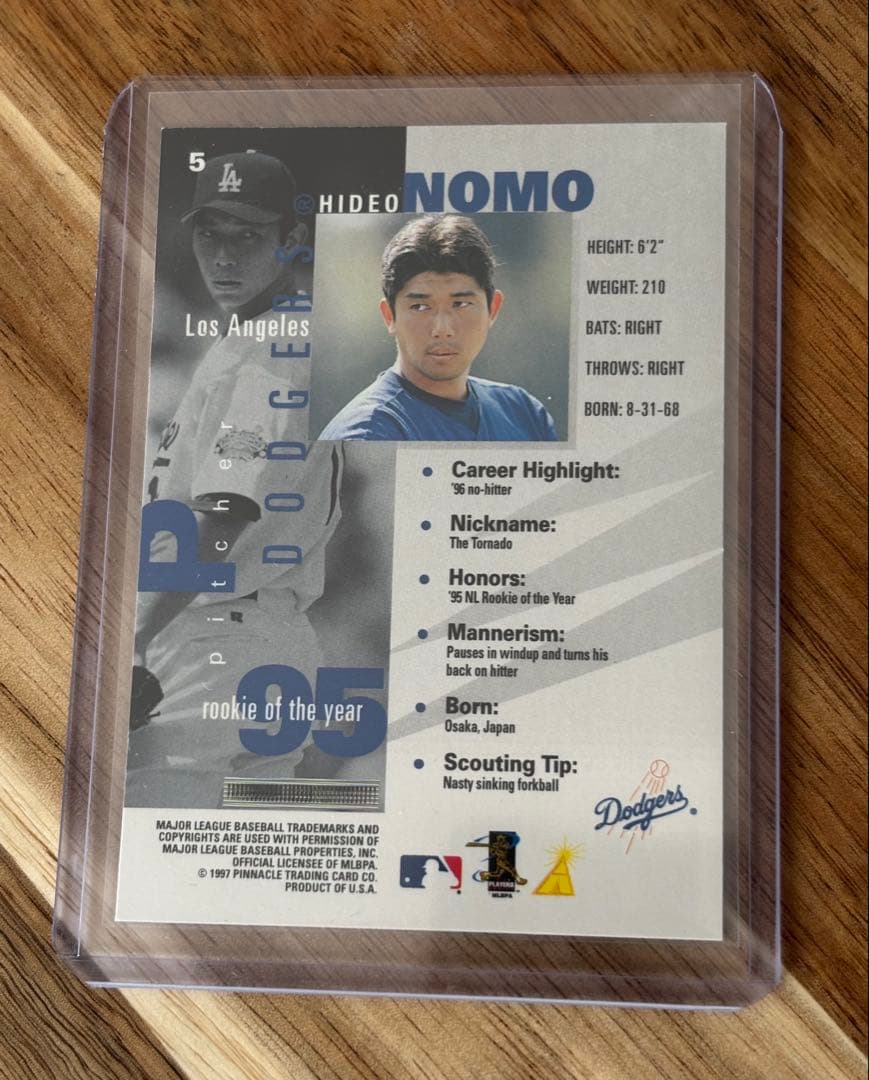 5
LA
HIDEO NOMO
DODGERS
®
Los Angeles
pitcher
P
HEIGHT: 6'2"
WEIGHT: 210
BATS: RIGHT
THROWS: RIGHT
BORN: 8-31-68
Career Highlight:
'96 no-hitter
Nickname:
The Tornado
Honors:
'95 NL Rookie of the Year
Mannerism:
Pauses in windup and turns his
back on hitter
Born:
Osaka, Japan
Scouting Tip:
Nasty sinking forkball
95
rookie of the year
Dodgers
MAJOR LEAGUE BASEBALL TRADEMARKS AND
COPYRIGHTS ARE USED WITH PERMISSION OF
MAJOR LEAGUE BASEBALL PROPERTIES, INC.
OFFICIAL LICENSEE OF MLBPA.
© 1997 PINNACLE TRADING CARD CO.
PRODUCT OF U.S.A.
PLAYERS
MLBPA